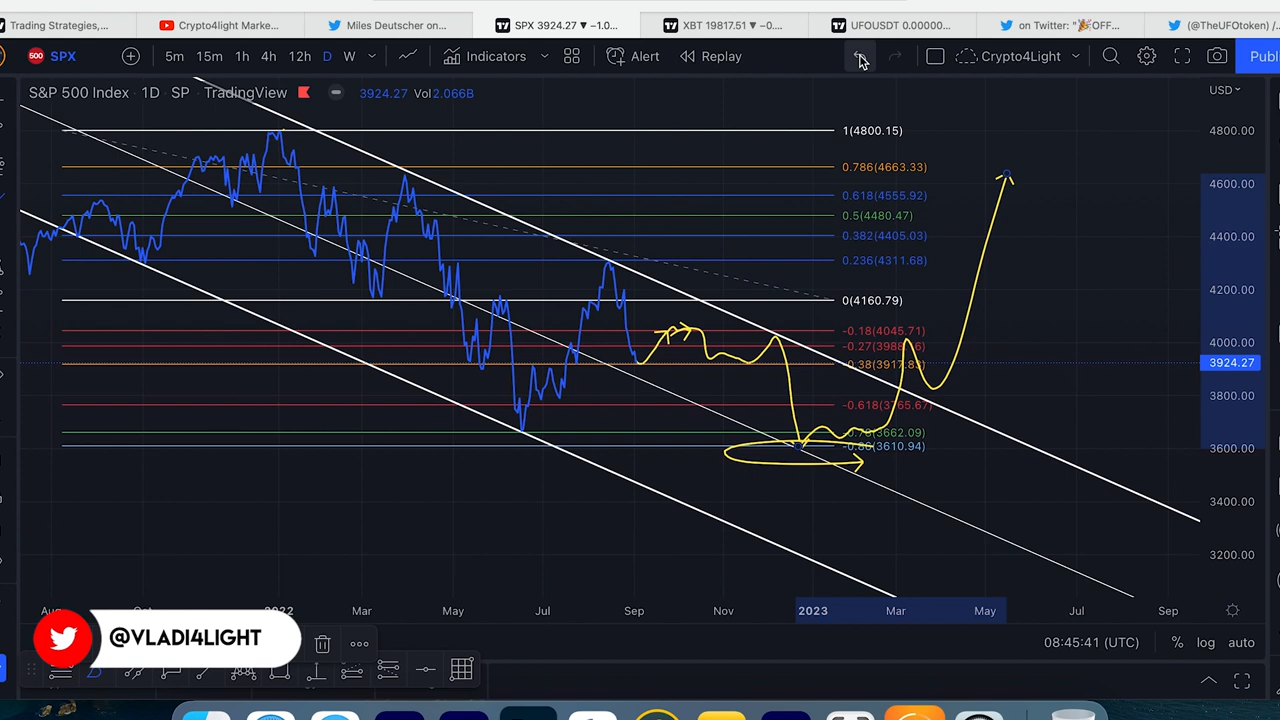 Trading Strategies,...
Crypto4light Marke...
Miles Deutscher on...
SPX 3924.27 ▼ −1.0...
XBT 19817.51 ▼ −0....
UFOUSDT 0.00000...
on Twitter: "🎉OFF...
(@TheUFOtoken) /
500 SPX 5m 15m 1h 4h 12h D W Indicators Alert Replay Crypto4Light Publ
S&P 500 Index · 1D · SP · TradingView 3924.27 Vol2.066B USD
1(4800.15) 4800.00
0.786(4663.33)
4600.00
0.618(4555.92)
0.5(4480.47)
0.382(4405.03) 4400.00
0.236(4311.68)
4200.00
0(4160.79)
-0.18(4045.71)
4000.00
3924.27
3800.00
-0.618(3765.67)
3600.00
3400.00
3200.00
2022 Mar May Jul Sep Nov 2023 Mar May Jul Sep
@VLADI4LIGHT
08:45:41 (UTC) % log auto